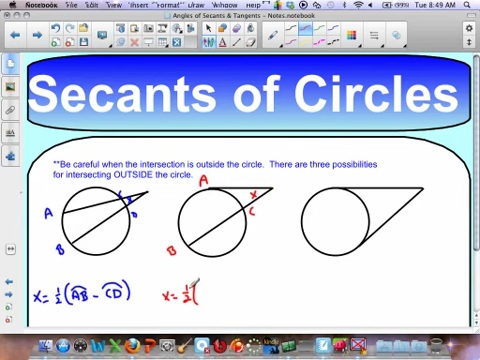 Notebook File Edit View Insert Format Draw Window Help
(99%) Tue 8:49 AM
Angles of Secants & Tangents - Notes.notebook
Secants of Circles
**Be careful when the intersection is outside the circle. There are three possibilities
for intersecting OUTSIDE the circle.
A B C D x
A B C x
x = 1/2 (AB - CD)
x = 1/2 (